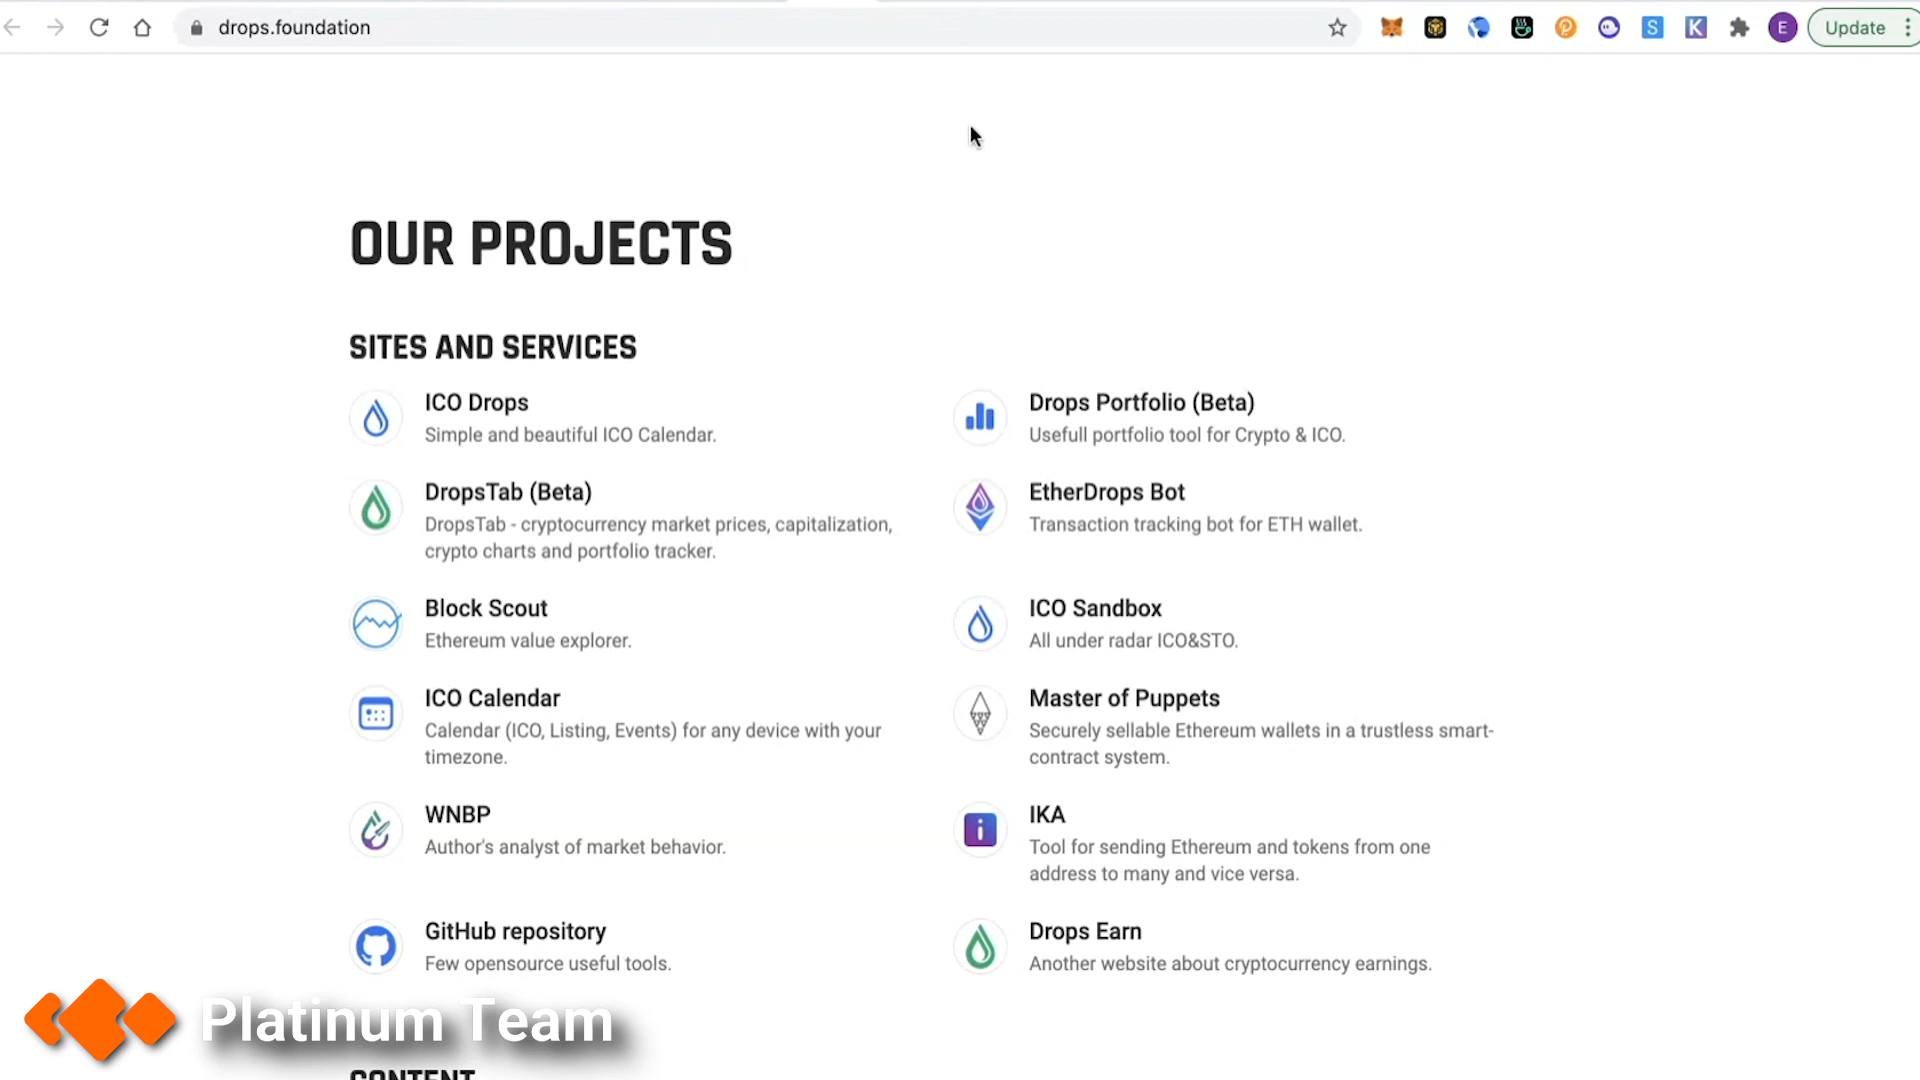 drops.foundation
E
Update
OUR PROJECTS
SITES AND SERVICES
ICO Drops
Simple and beautiful ICO Calendar.
Drops Portfolio (Beta)
Usefull portfolio tool for Crypto & ICO.
DropsTab (Beta)
DropsTab - cryptocurrency market prices, capitalization,
crypto charts and portfolio tracker.
EtherDrops Bot
Transaction tracking bot for ETH wallet.
Block Scout
Ethereum value explorer.
ICO Sandbox
All under radar ICO&STO.
ICO Calendar
Calendar (ICO, Listing, Events) for any device with your
timezone.
Master of Puppets
Securely sellable Ethereum wallets in a trustless smart-
contract system.
WNBP
Author's analyst of market behavior.
IKA
Tool for sending Ethereum and tokens from one
address to many and vice versa.
GitHub repository
Few opensource useful tools.
Drops Earn
Another website about cryptocurrency earnings.
Platinum Team
CONTENT